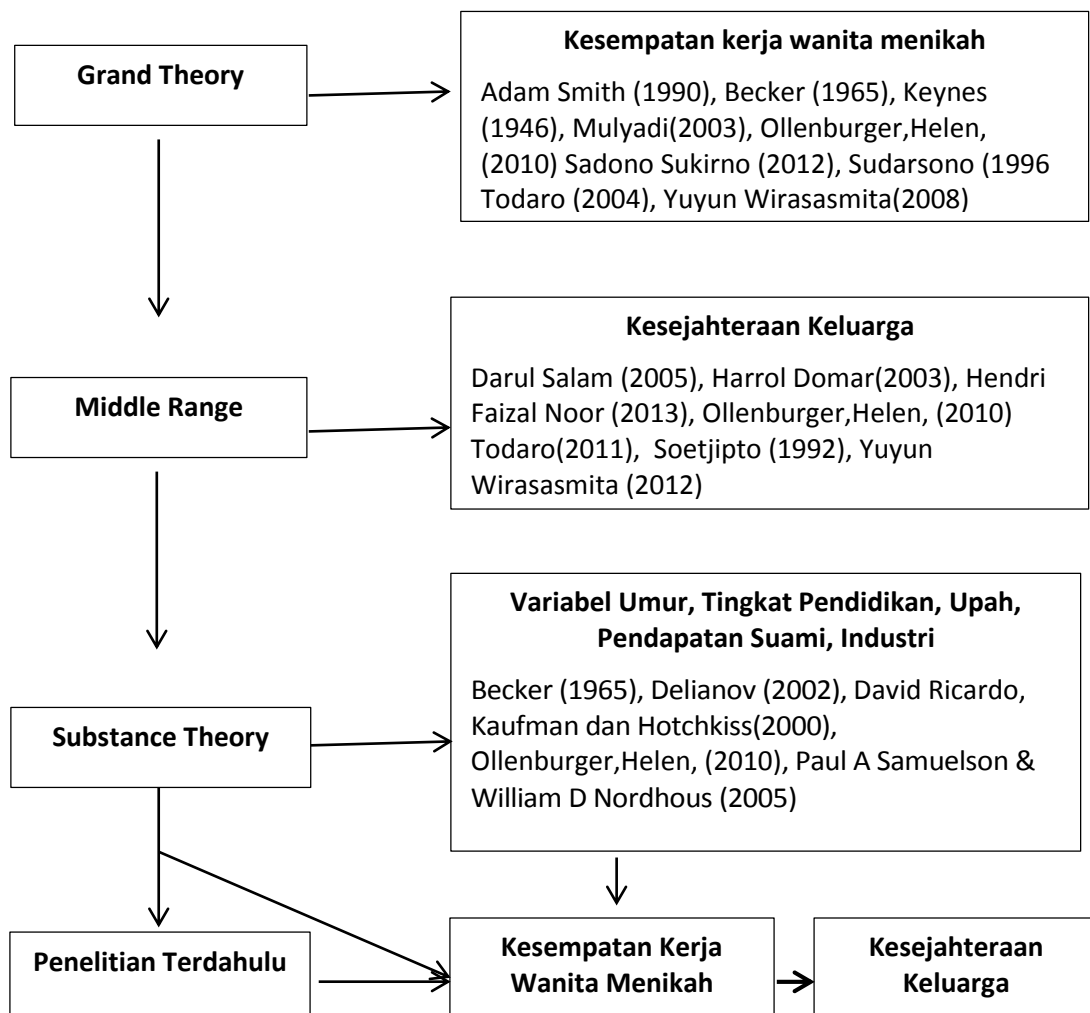 Grand Theory
Kesempatan kerja wanita menikah
Adam Smith (1990), Becker (1965), Keynes
(1946), Mulyadi(2003), Ollenburger,Helen,
(2010) Sadono Sukirno (2012), Sudarsono (1996
Todaro (2004), Yuyun Wirasasmita(2008)
Middle Range
Kesejahteraan Keluarga
Darul Salam (2005), Harrol Domar(2003), Hendri
Faizal Noor (2013), Ollenburger,Helen, (2010)
Todaro(2011), Soetjipto (1992), Yuyun
Wirasasmita (2012)
Substance Theory
Variabel Umur, Tingkat Pendidikan, Upah,
Pendapatan Suami, Industri
Becker (1965), Delianov (2002), David Ricardo,
Kaufman dan Hotchkiss(2000),
Ollenburger,Helen, (2010), Paul A Samuelson &
William D Nordhous (2005)
Penelitian Terdahulu
Kesempatan Kerja
Wanita Menikah
Kesejahteraan
Keluarga